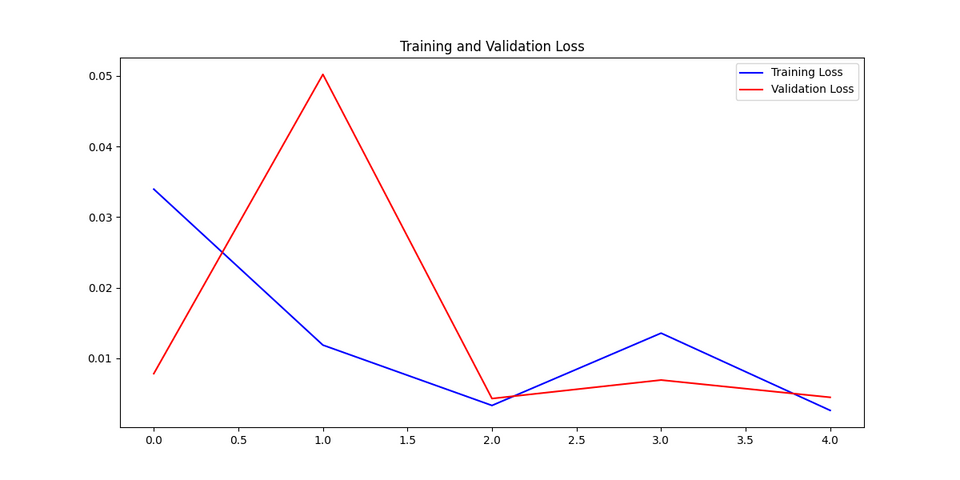 Training and Validation Loss
Training Loss
Validation Loss
0.05
0.04
0.03
0.02
0.01
0.0 0.5 1.0 1.5 2.0 2.5 3.0 3.5 4.0